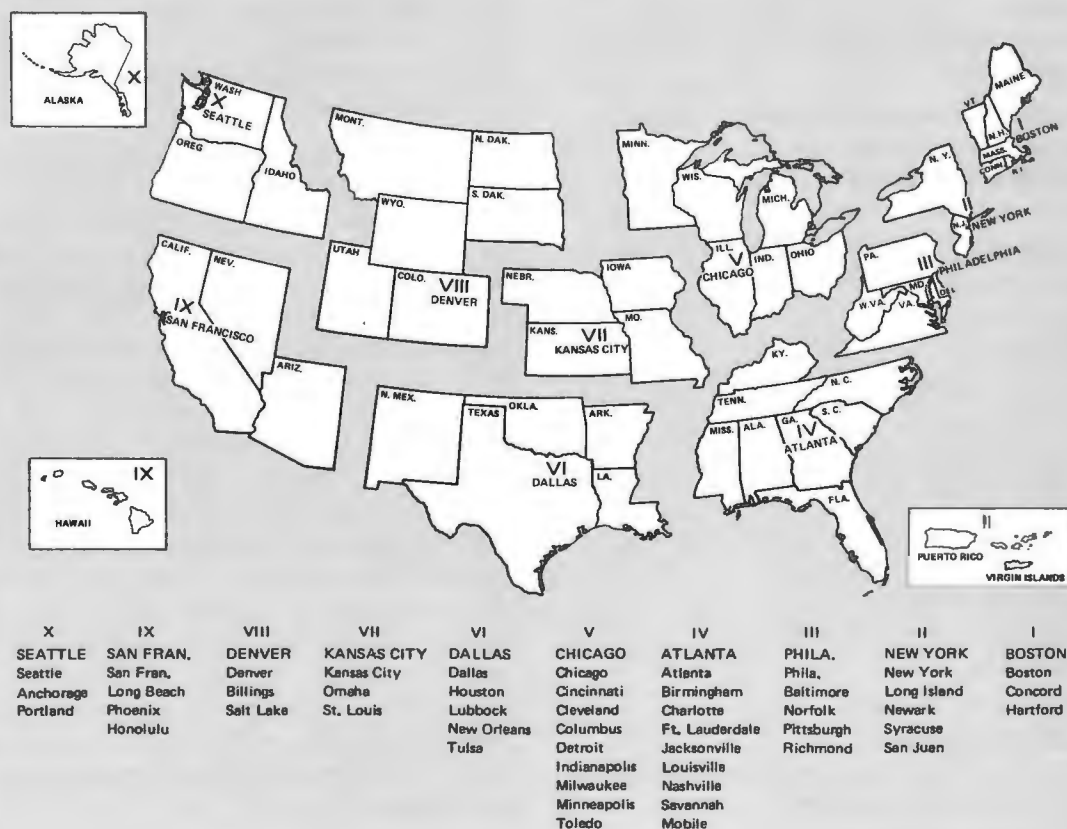 X
ALASKA
WASH
X
SEATTLE
OREG
IDAHO
MONT.
N. DAK.
S. DAK.
WYO.
MINN.
WIS.
MICH.
VT
MAINE
N.H.
I
BOSTON
MASS.
CONN
R I
N. Y.
II
NEW YORK
N.J.
CALIF.
NEV.
UTAH
COLO.
VIII
DENVER
NEBR.
IOWA
ILL.
V
CHICAGO
IND.
OHIO
PA.
III
PHILADELPHIA
MD.
DEL
W.VA.
VA.
IX
SAN FRANCISCO
KANS.
VII
KANSAS CITY
MO.
KY.
ARIZ.
N. MEX.
TEXAS
OKLA.
ARK.
TENN.
N. C.
S. C.
MISS.
ALA.
GA.
IV
ATLANTA
VI
DALLAS
LA.
FLA.
IX
HAWAII
II
PUERTO RICO
VIRGIN ISLANDS
X IX VIII VII VI V IV III II I
SEATTLE SAN FRAN. DENVER KANSAS CITY DALLAS CHICAGO ATLANTA PHILA. NEW YORK BOSTON
Seattle San Fran. Denver Kansas City Dallas Chicago Atlanta Phila. New York Boston
Anchorage Long Beach Billings Omaha Houston Cincinnati Birmingham Baltimore Long Island Concord
Portland Phoenix Salt Lake St. Louis Lubbock Cleveland Charlotte Norfolk Newark Hartford
Honolulu New Orleans Columbus Ft. Lauderdale Pittsburgh Syracuse
Tulsa Detroit Jacksonville Richmond San Juan
Indianapolis Louisville
Milwaukee Nashville
Minneapolis Savannah
Toledo Mobile